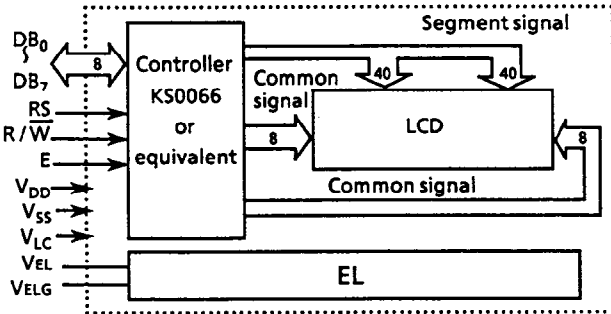 Segment signal
DB0
DB7
8
Controller
KS0066
or
equivalent
Common
signal
40
40
LCD
8
8
Common signal
RS
R / W̅
E
VDD
VSS
VLC
VEL
VELG
EL